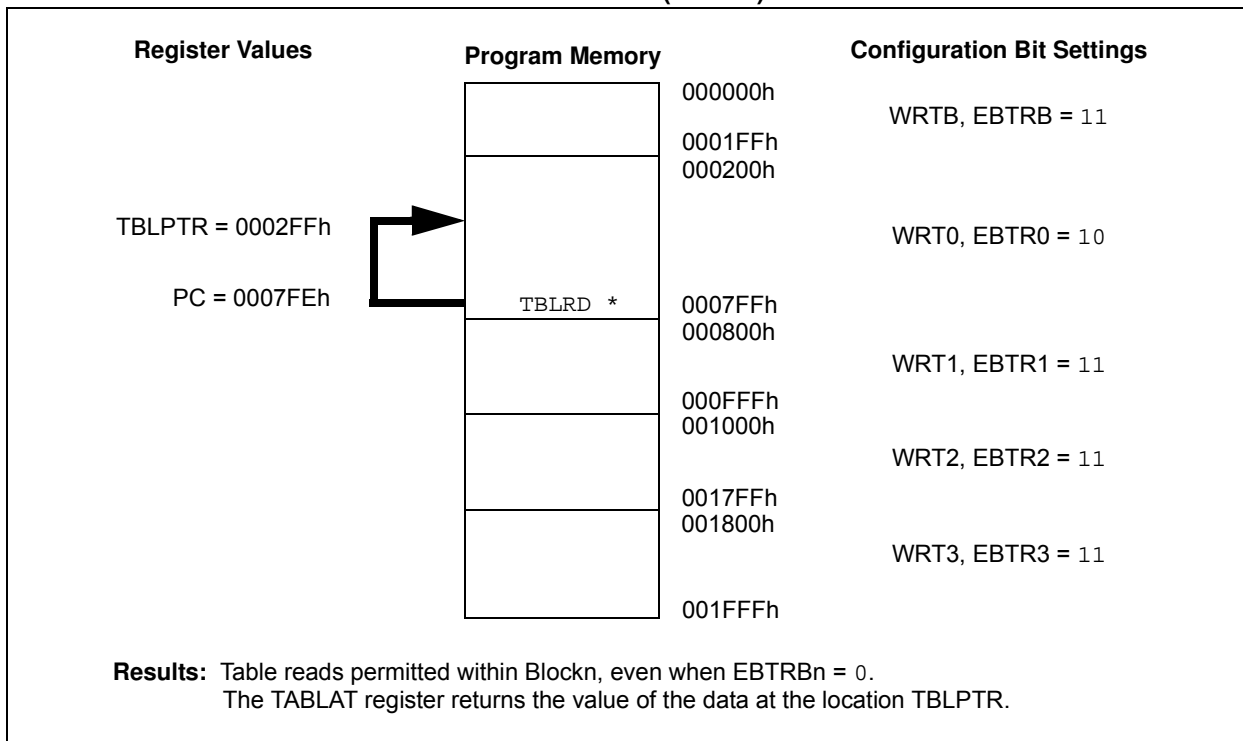 Register Values
Program Memory
Configuration Bit Settings
000000h
WRTB, EBTRB = 11
0001FFh
000200h
TBLPTR = 0002FFh
WRT0, EBTR0 = 10
PC = 0007FEh
TBLRD *
0007FFh
000800h
WRT1, EBTR1 = 11
000FFFh
001000h
WRT2, EBTR2 = 11
0017FFh
001800h
WRT3, EBTR3 = 11
001FFFh
Results: Table reads permitted within Blockn, even when EBTRBn = 0.
The TABLAT register returns the value of the data at the location TBLPTR.